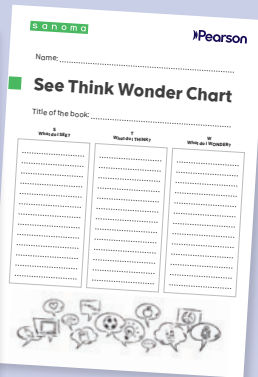 sanoma
Pearson
Name:
See Think Wonder Chart
Title of the book:
S
What do I SEE?
T
What do I THINK?
W
What do I WONDER?